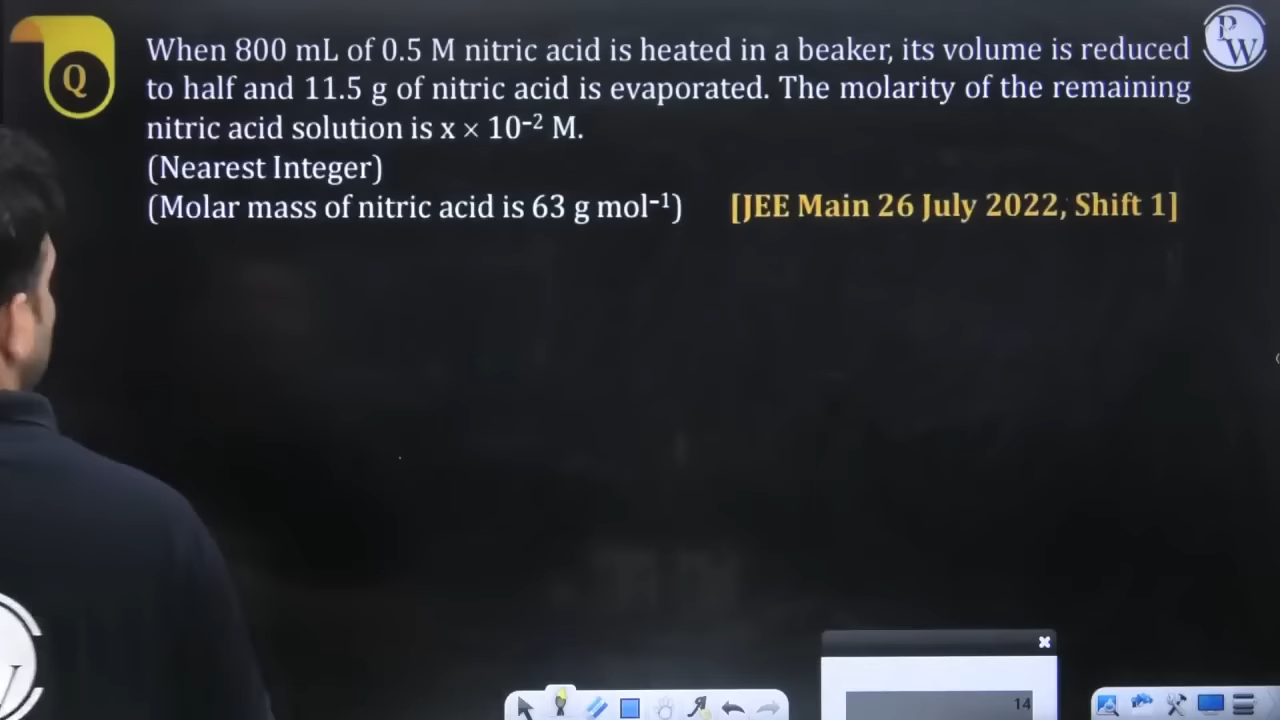 Q
When 800 mL of 0.5 M nitric acid is heated in a beaker, its volume is reduced
to half and 11.5 g of nitric acid is evaporated. The molarity of the remaining
nitric acid solution is x × 10⁻² M.
(Nearest Integer)
(Molar mass of nitric acid is 63 g mol⁻¹) [JEE Main 26 July 2022, Shift 1]
PW
14